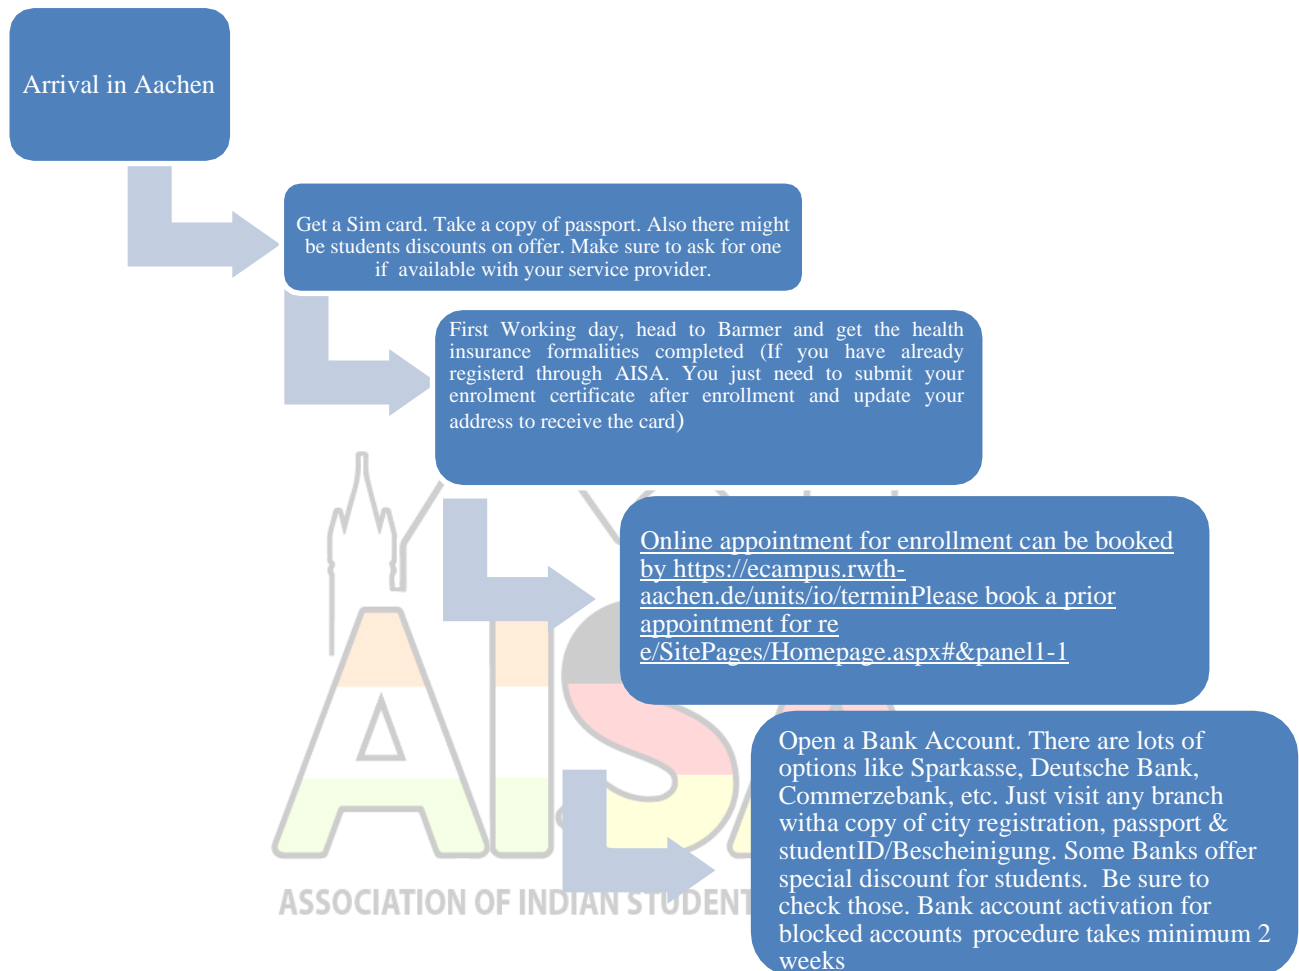 Arrival in Aachen
Get a Sim card. Take a copy of passport. Also there might
be students discounts on offer. Make sure to ask for one
if available with your service provider.
First Working day, head to Barmer and get the health
insurance formalities completed (If you have already
registerd through AISA. You just need to submit your
enrolment certificate after enrollment and update your
address to receive the card)
Online appointment for enrollment can be booked
by https://ecampus.rwth-
aachen.de/units/io/terminPlease book a prior
appointment for re
e/SitePages/Homepage.aspx#&panel1-1
Open a Bank Account. There are lots of
options like Sparkasse, Deutsche Bank,
Commerzebank, etc. Just visit any branch
witha copy of city registration, passport &
studentID/Bescheinigung. Some Banks offer
special discount for students. Be sure to
check those. Bank account activation for
blocked accounts procedure takes minimum 2
weeks
AIS
ASSOCIATION OF INDIAN STUDENT